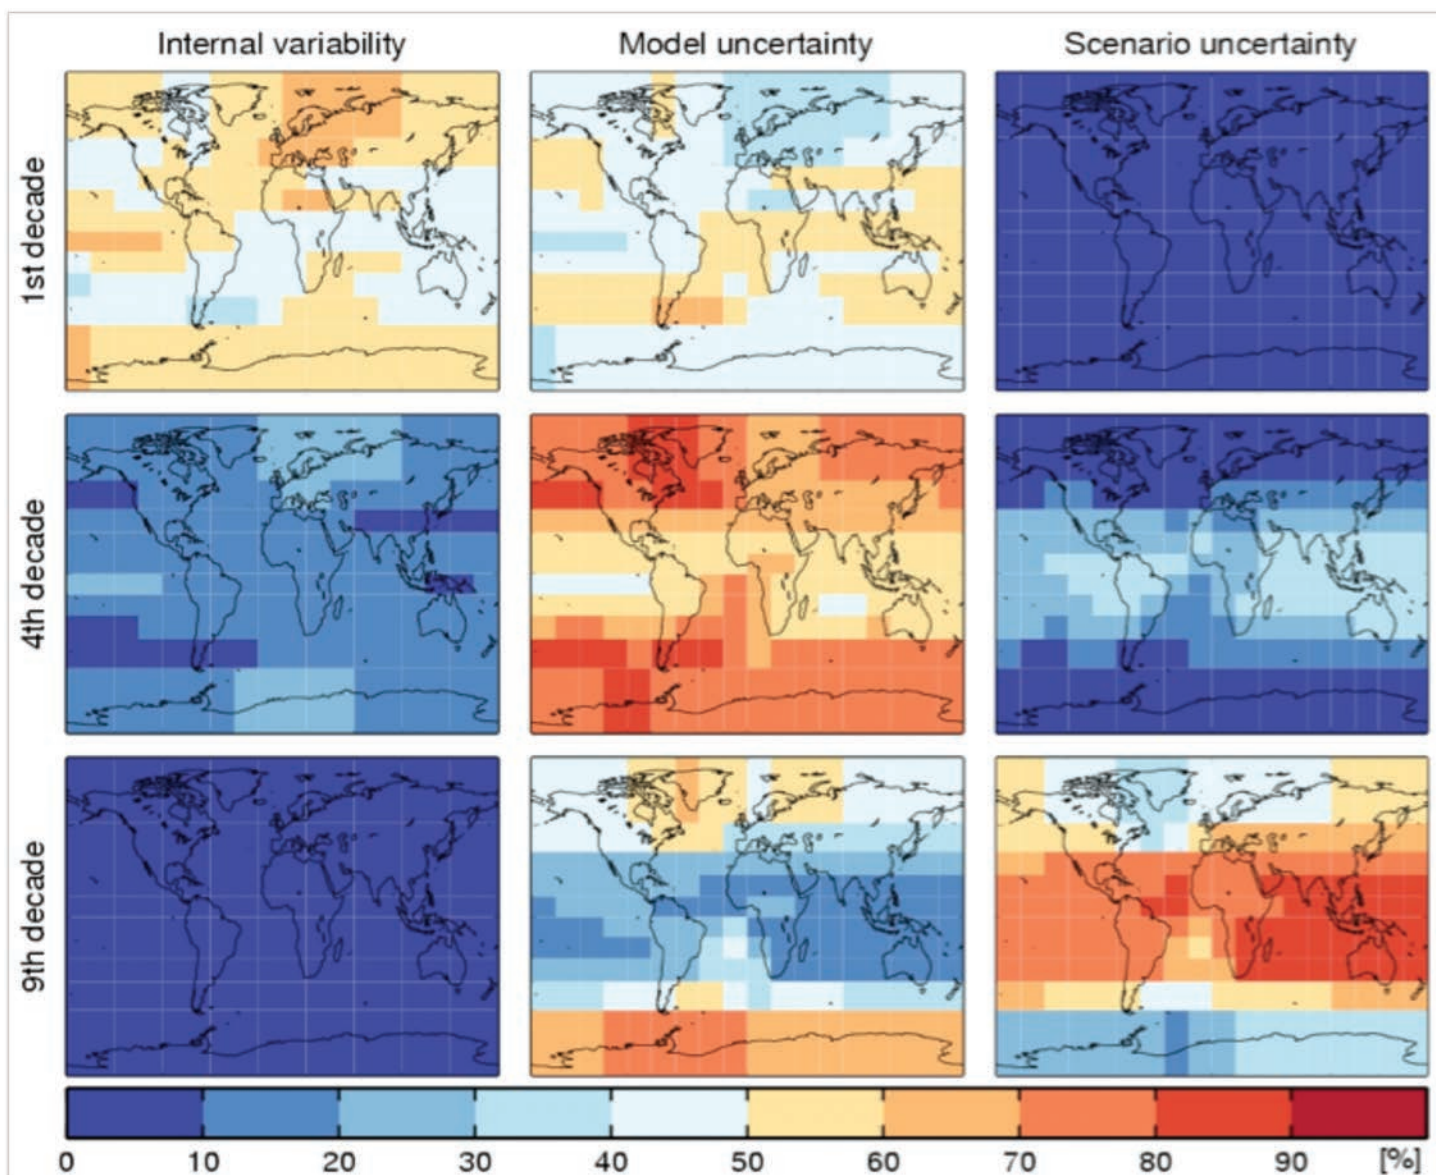 Internal variability Model uncertainty Scenario uncertainty
1st decade
4th decade
9th decade
0 10 20 30 40 50 60 70 80 90 [%]